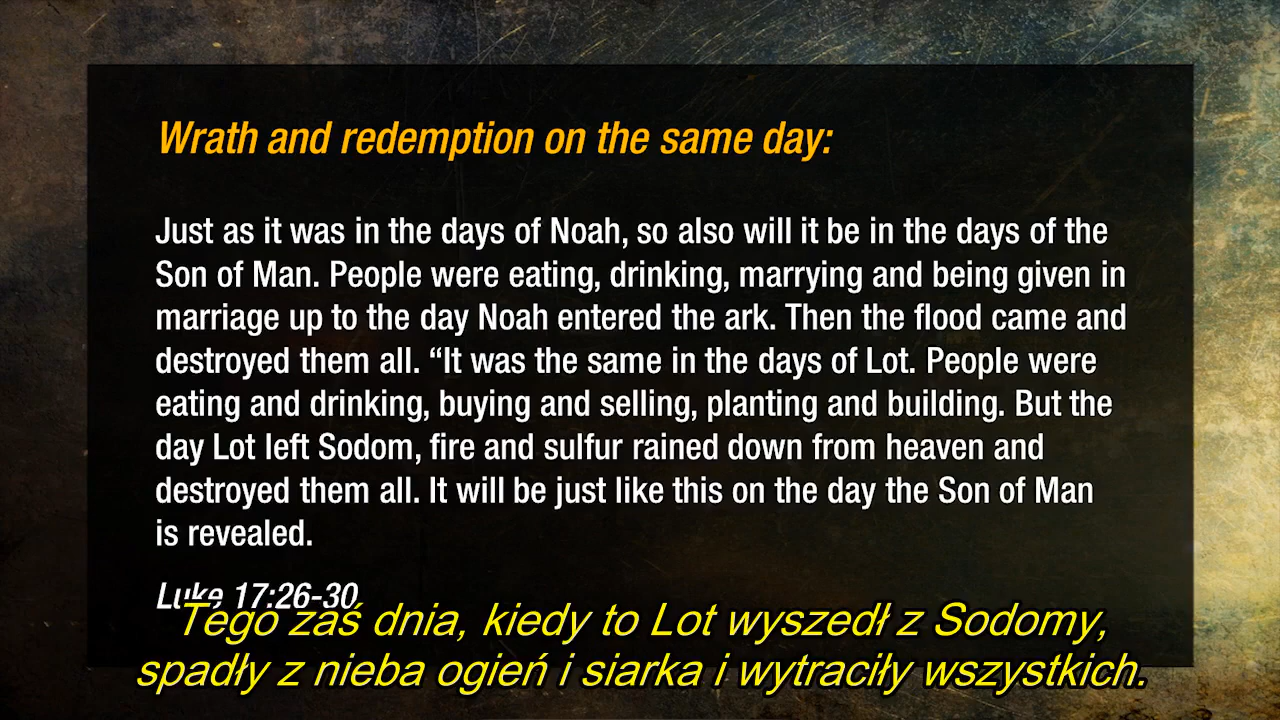 Wrath and redemption on the same day:
Just as it was in the days of Noah, so also will it be in the days of the
Son of Man. People were eating, drinking, marrying and being given in
marriage up to the day Noah entered the ark. Then the flood came and
destroyed them all. “It was the same in the days of Lot. People were
eating and drinking, buying and selling, planting and building. But the
day Lot left Sodom, fire and sulfur rained down from heaven and
destroyed them all. It will be just like this on the day the Son of Man
is revealed.
Luke 17:26-30
Tego zaś dnia, kiedy to Lot wyszedł z Sodomy,
spadły z nieba ogień i siarka i wytraciły wszystkich.